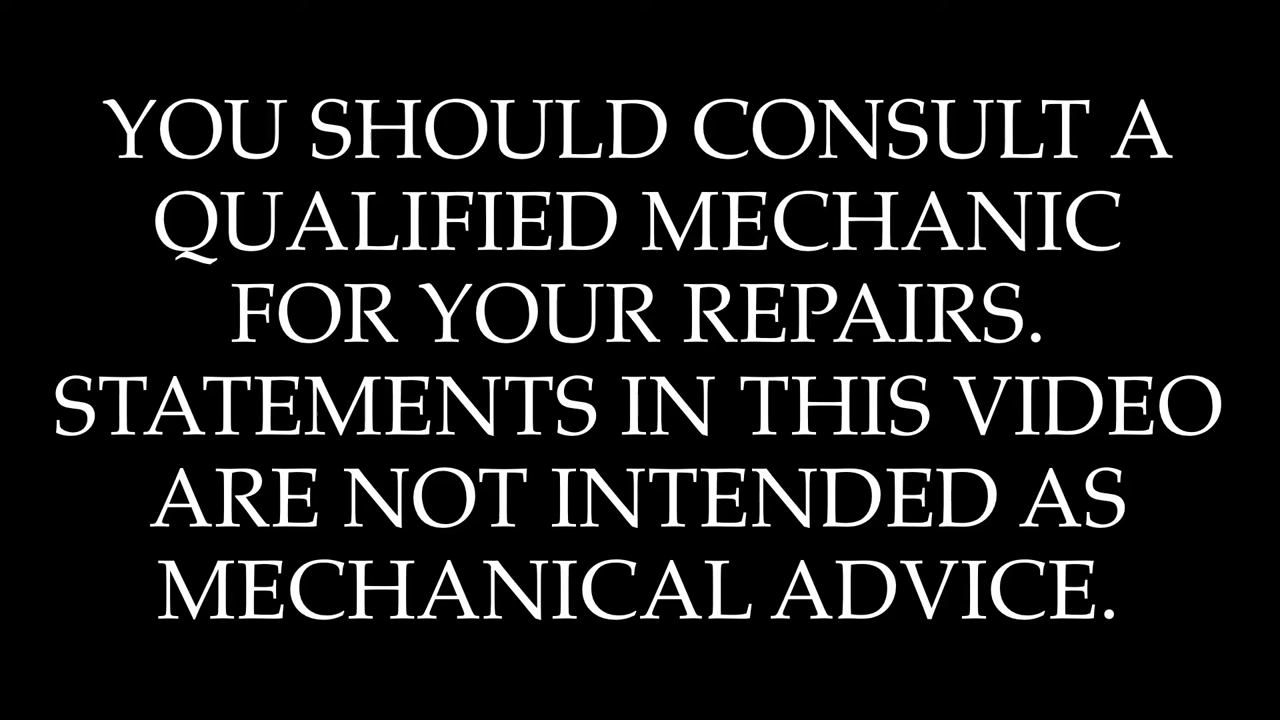 YOU SHOULD CONSULT A
QUALIFIED MECHANIC
FOR YOUR REPAIRS.
STATEMENTS IN THIS VIDEO
ARE NOT INTENDED AS
MECHANICAL ADVICE.